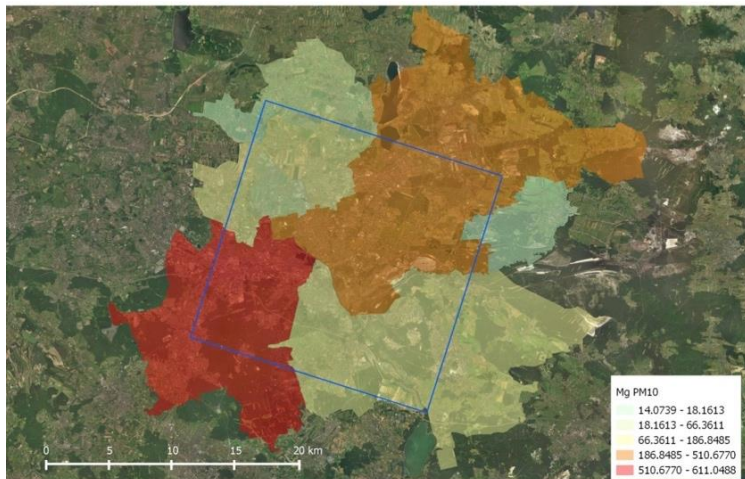 Mg PM10
14.0739 - 18.1613
18.1613 - 66.3611
66.3611 - 186.8485
186.8485 - 510.6770
510.6770 - 611.0488
0 5 10 15 20 km